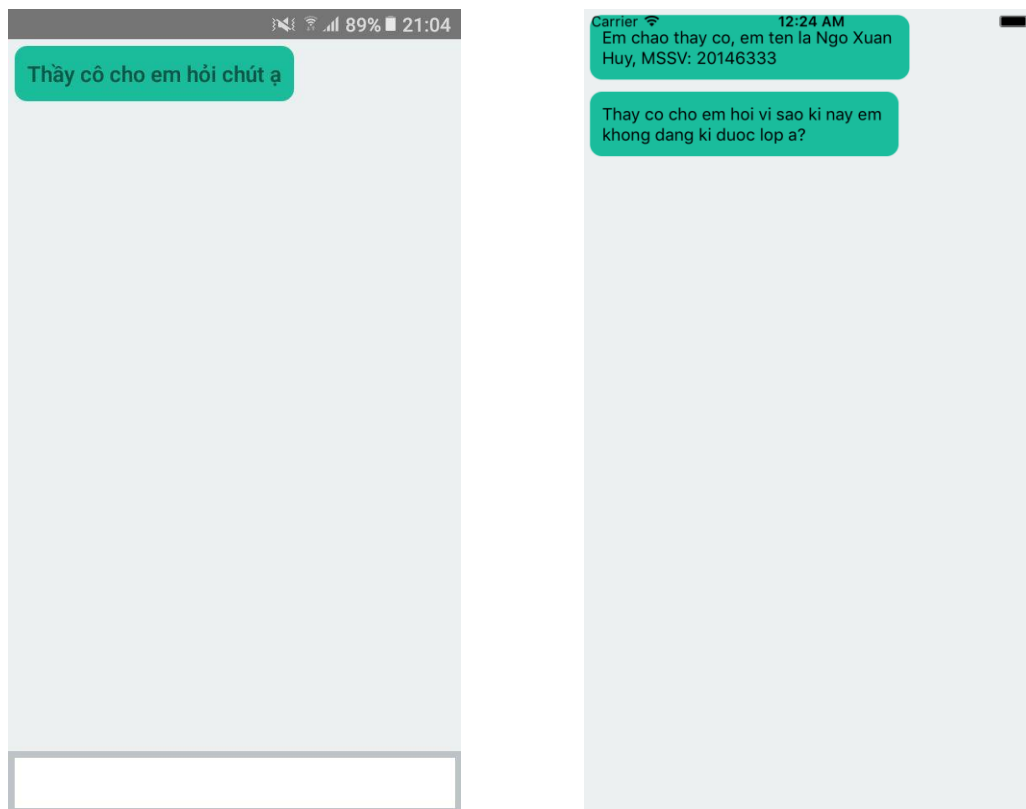 89% 21:04
Thầy cô cho em hỏi chút ạ
Carrier 12:24 AM
Em chao thay co, em ten la Ngo Xuan
Huy, MSSV: 20146333
Thay co cho em hoi vi sao ki nay em
khong dang ki duoc lop a?